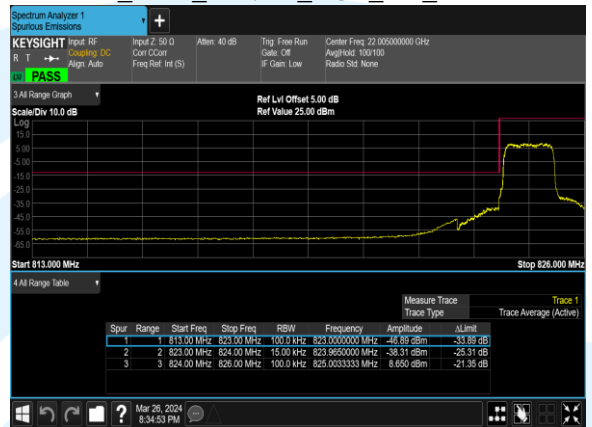 Spectrum Analyzer 1
Spurious Emissions
KEYSIGHT Input: RF Input Z: 50 Ω Atten: 40 dB Trig: Free Run Center Freq: 22.005000000 GHz
R T Coupling: DC Corr CCorr Gate: Off Avg|Hold: 100/100
Align: Auto Freq Ref: Int (S) IF Gain: Low Radio Std: None
LW PASS
3 All Range Graph
Ref Lvl Offset 5.00 dB
Scale/Div 10.0 dB Ref Value 25.00 dBm
Log
15.0
5.00
-5.00
-15.0
-25.0
-35.0
-45.0
-55.0
-65.0
Start 813.000 MHz Stop 826.000 MHz
4 All Range Table
Measure Trace Trace 1
Trace Type Trace Average (Active)
Spur Range Start Freq Stop Freq RBW Frequency Amplitude ΔLimit
1 1 813.00 MHz 823.00 MHz 100.0 kHz 823.0000000 MHz -46.89 dBm -33.89 dB
2 2 823.00 MHz 824.00 MHz 15.00 kHz 823.9650000 MHz -38.31 dBm -25.31 dB
3 3 824.00 MHz 826.00 MHz 100.0 kHz 825.0033333 MHz 8.650 dBm -21.35 dB
? Mar 26, 2024
8:34:53 PM